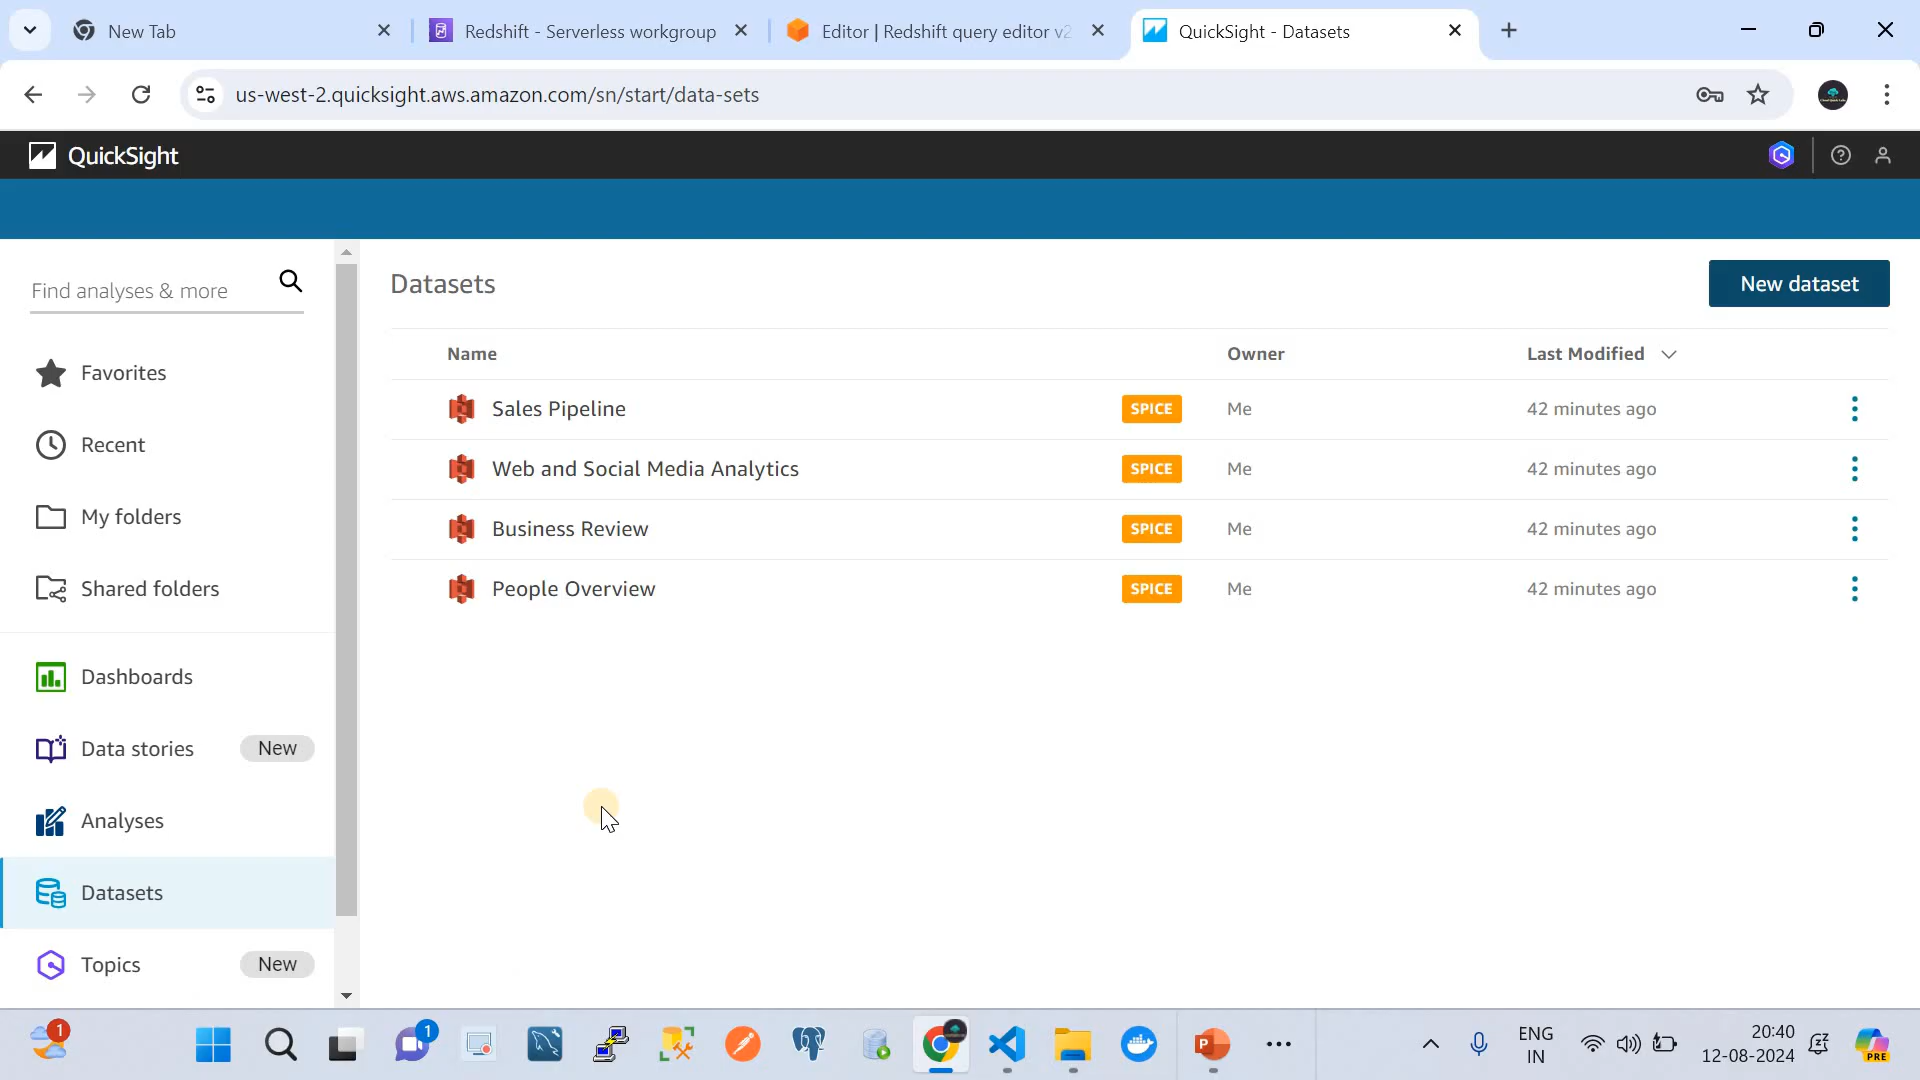 New Tab
Redshift - Serverless workgroup
Editor | Redshift query editor v2
QuickSight - Datasets
us-west-2.quicksight.aws.amazon.com/sn/start/data-sets
QuickSight
Find analyses & more
Favorites
Recent
My folders
Shared folders
Dashboards
Data stories New
Analyses
Datasets
Topics New
Datasets
New dataset
Name Owner Last Modified
Sales Pipeline SPICE Me 42 minutes ago
Web and Social Media Analytics SPICE Me 42 minutes ago
Business Review SPICE Me 42 minutes ago
People Overview SPICE Me 42 minutes ago
1
1
ENG
IN
20:40
12-08-2024
PRE